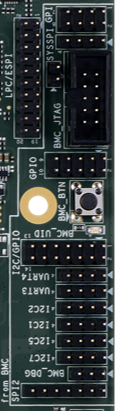 GPI
SYSSPI
LPC/ESPI
BMC_JTAG
GPIO
BMC_BTN
BMC_UID
I2C/GPIO
UART
UART3
I2C2
I2C1
I2C5
I2C7
BMC_DBG
SPI2
from BMC